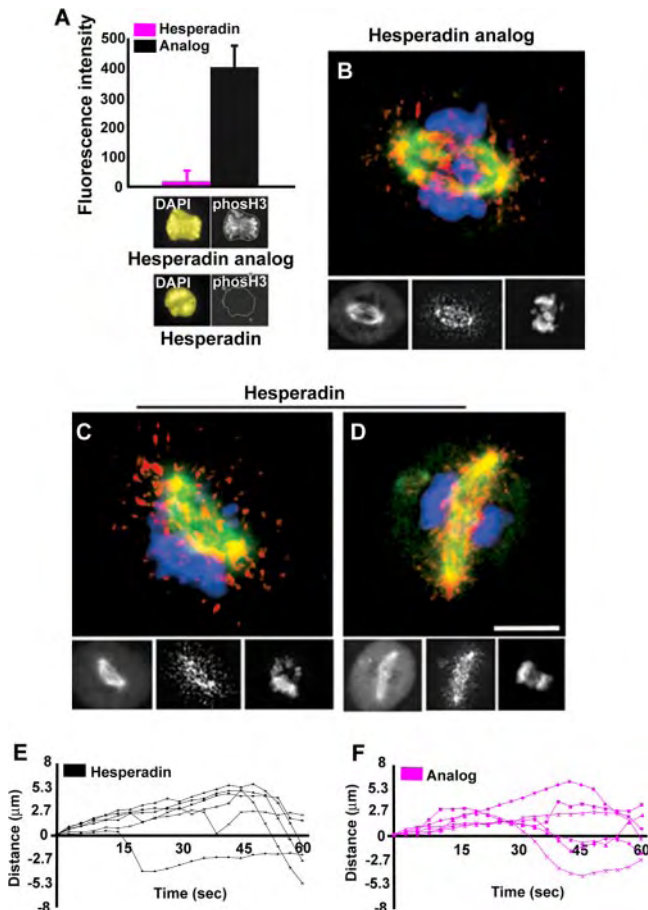 A
Hesperadin
Analog
Fluorescence intensity
500
400
300
200
100
0
DAPI
phosH3
Hesperadin analog
DAPI
phosH3
Hesperadin
Hesperadin analog
B
Hesperadin
C
D
E
Hesperadin
Distance (μm)
8
5.3
2.7
0
-2.7
-5.3
-8
15
30
45
60
Time (sec)
F
Analog
Distance (μm)
8
5.3
2.7
0
-2.7
-5.3
-8
15
30
45
60
Time (sec)